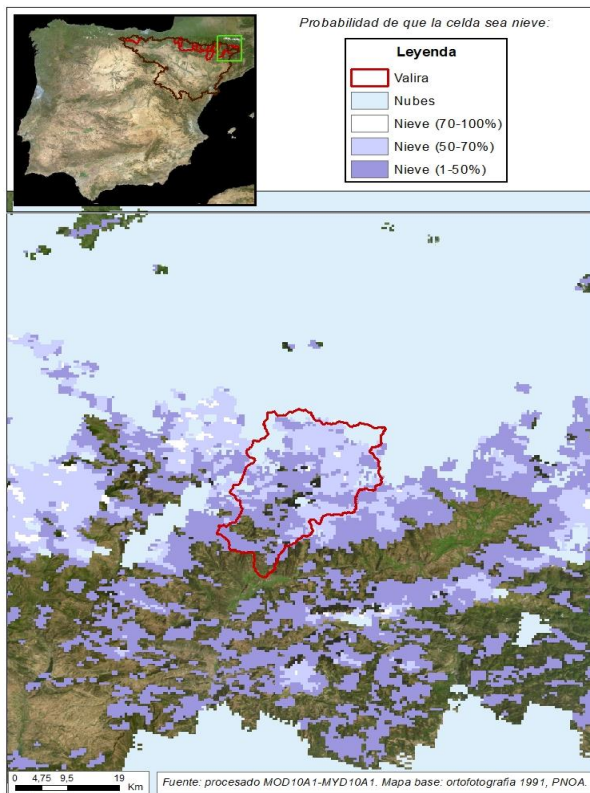 Probabilidad de que la celda sea nieve:
Leyenda
Valira
Nubes
Nieve (70-100%)
Nieve (50-70%)
Nieve (1-50%)
0 4,75 9,5 19
Km
Fuente: procesado MOD10A1-MYD10A1. Mapa base: ortofotografia 1991, PNOA.